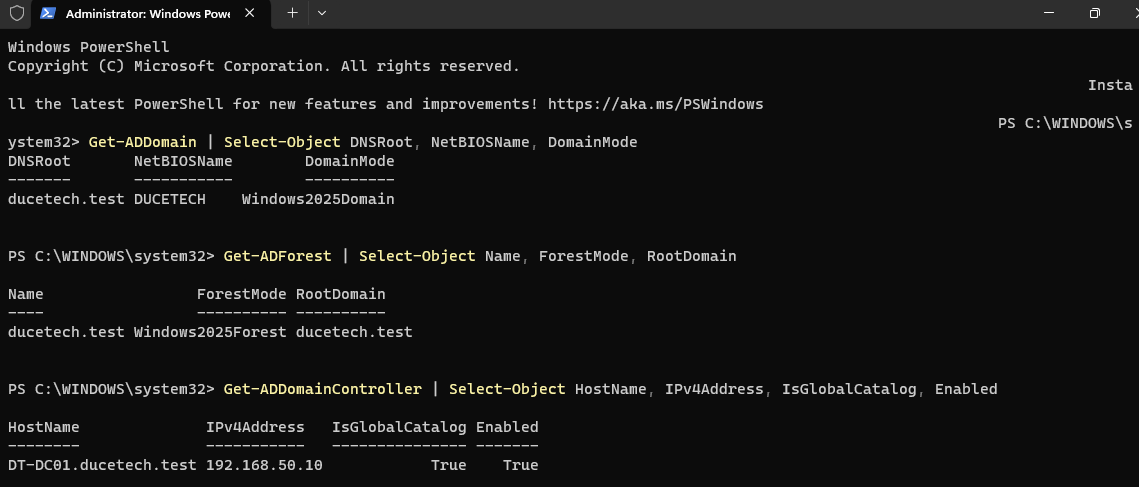 Administrator: Windows Powe
Windows PowerShell
Copyright (C) Microsoft Corporation. All rights reserved.
Insta
ll the latest PowerShell for new features and improvements! https://aka.ms/PSWindows
PS C:\WINDOWS\s
ystem32> Get-ADDomain | Select-Object DNSRoot, NetBIOSName, DomainMode
DNSRoot       NetBIOSName        DomainMode
-------       -----------        ----------
ducetech.test DUCETECH    Windows2025Domain
PS C:\WINDOWS\system32> Get-ADForest | Select-Object Name, ForestMode, RootDomain
Name                 ForestMode RootDomain
----                 ---------- ----------
ducetech.test Windows2025Forest ducetech.test
PS C:\WINDOWS\system32> Get-ADDomainController | Select-Object HostName, IPv4Address, IsGlobalCatalog, Enabled
HostName              IPv4Address   IsGlobalCatalog Enabled
--------              -----------   --------------- -------
DT-DC01.ducetech.test 192.168.50.10            True    True